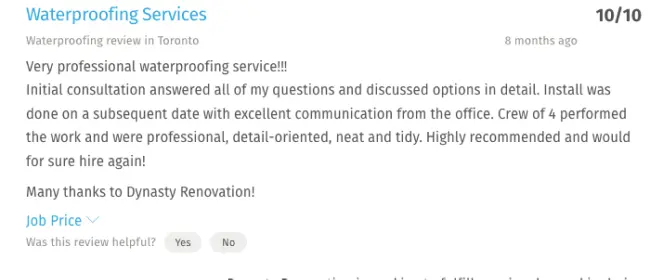 Waterproofing Services
10/10
Waterproofing review in Toronto
8 months ago
Very professional waterproofing service!!!
Initial consultation answered all of my questions and discussed options in detail. Install was
done on a subsequent date with excellent communication from the office. Crew of 4 performed
the work and were professional, detail-oriented, neat and tidy. Highly recommended and would
for sure hire again!
Many thanks to Dynasty Renovation!
Job Price
Was this review helpful? Yes No